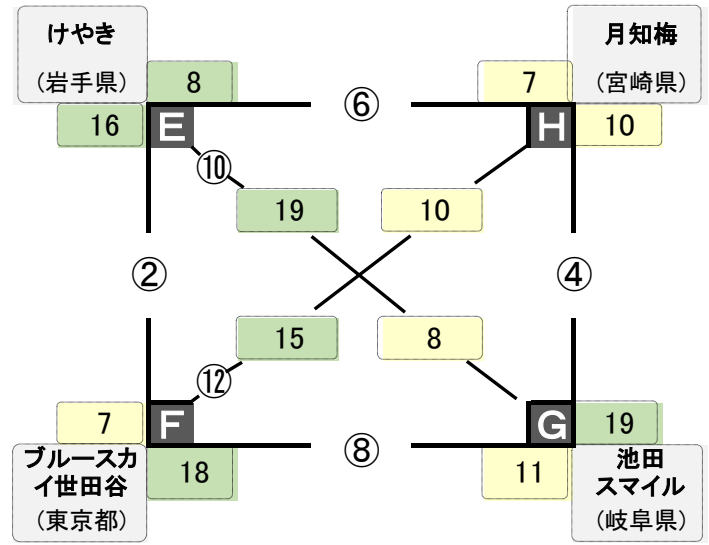 けやき
(岩手県)
8
16
E
⑥
月知梅
(宮崎県)
7
H
10
⑩
19
10
②
④
15
8
⑫
7
F
ブルースカ
イ世田谷
(東京都)
18
⑧
G
19
11
池田
スマイル
(岐阜県)